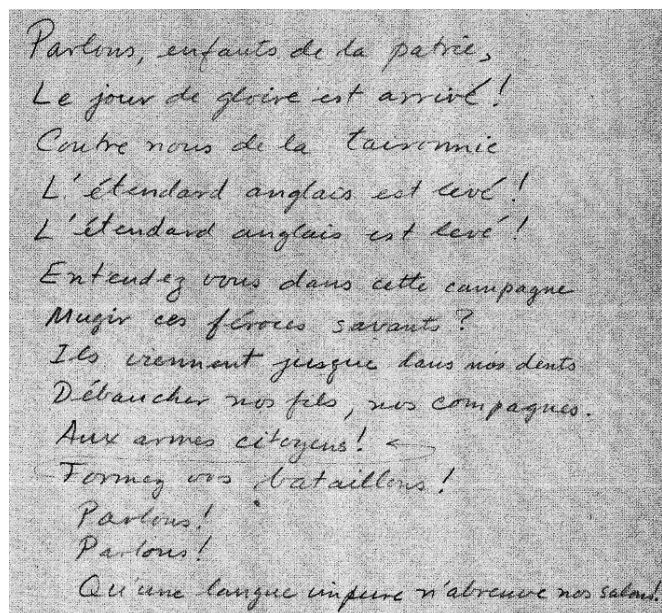 Parlons, enfants de la patrie,
Le jour de gloire est arrivé !
Contre nous de la taironnie
L'étendard anglais est levé !
L'étendard anglais est levé !
Entendez vous dans cette campagne
Mugir ces féroces savants ?
Ils viennent jusque dans nos dents
Débaucher nos fils, nos compagnes.
Aux armes citoyens !
Formez vos bataillons !
Parlons !
Parlons !
Qu'une langue impure n'abreuve nos salons !